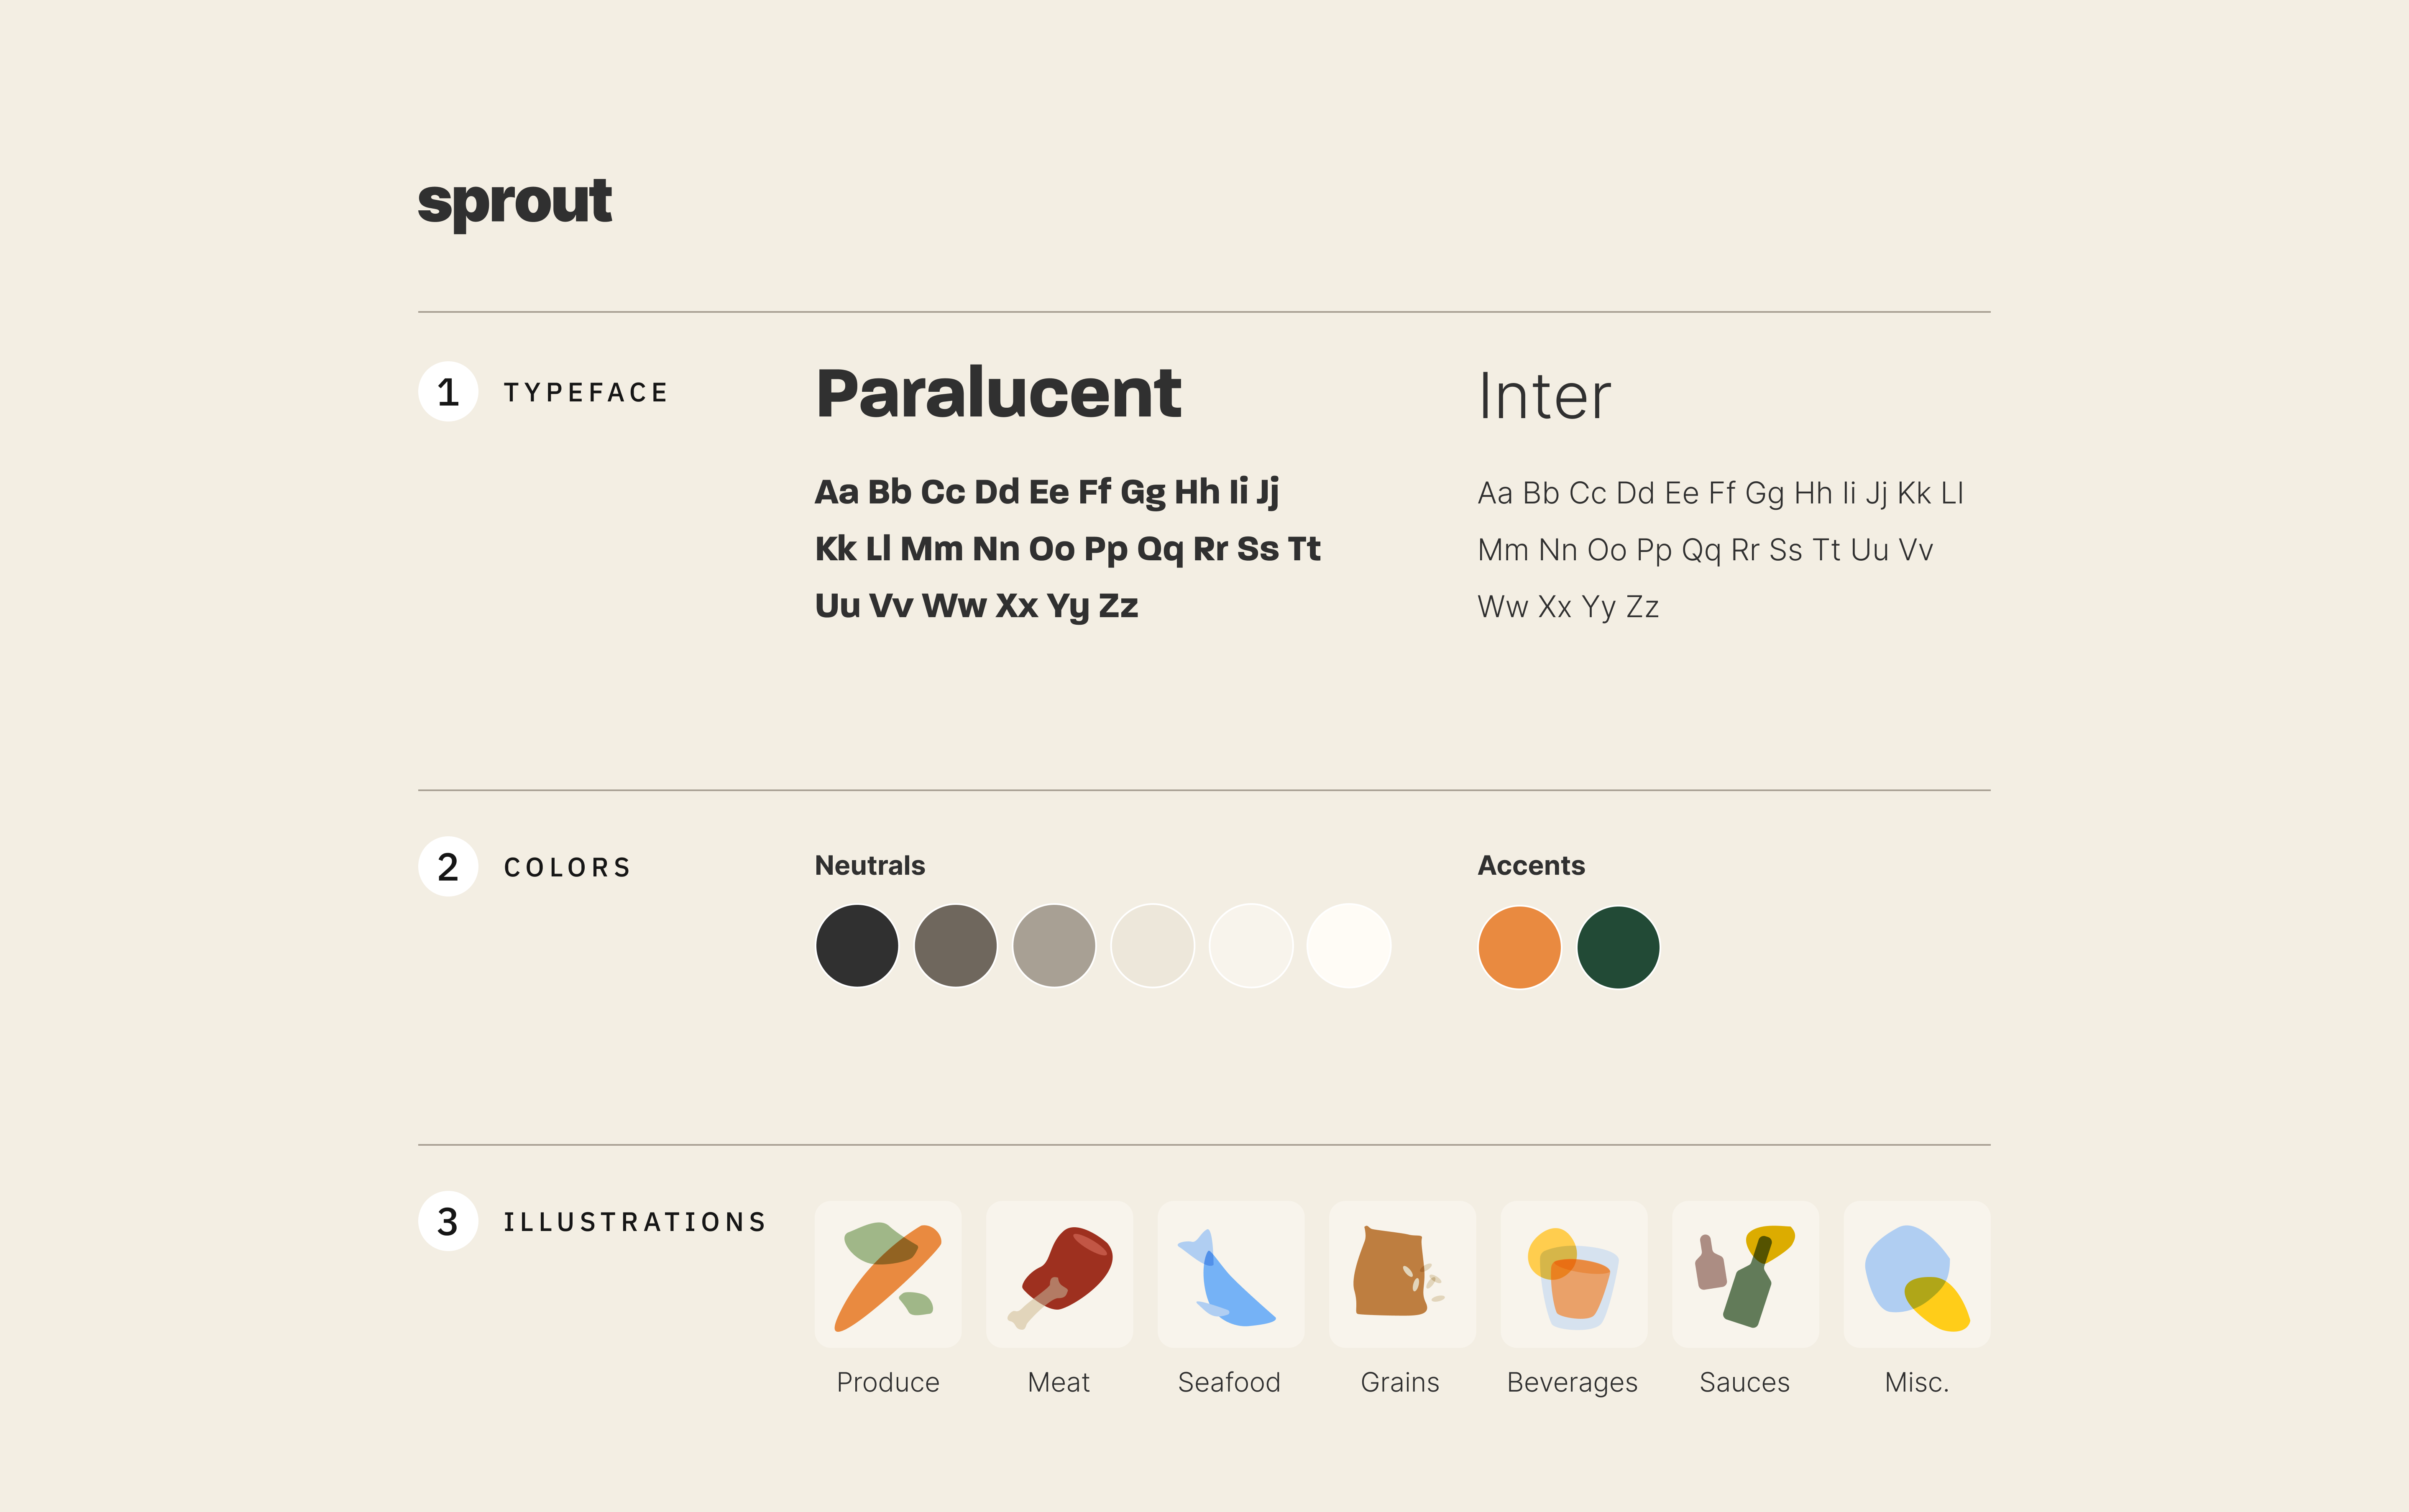 sprout
1 TYPEFACE
Paralucent
Aa Bb Cc Dd Ee Ff Gg Hh Ii Jj
Kk Ll Mm Nn Oo Pp Qq Rr Ss Tt
Uu Vv Ww Xx Yy Zz
Inter
Aa Bb Cc Dd Ee Ff Gg Hh Ii Jj Kk Ll
Mm Nn Oo Pp Qq Rr Ss Tt Uu Vv
Ww Xx Yy Zz
2 COLORS
Neutrals
Accents
3 ILLUSTRATIONS
Produce
Meat
Seafood
Grains
Beverages
Sauces
Misc.